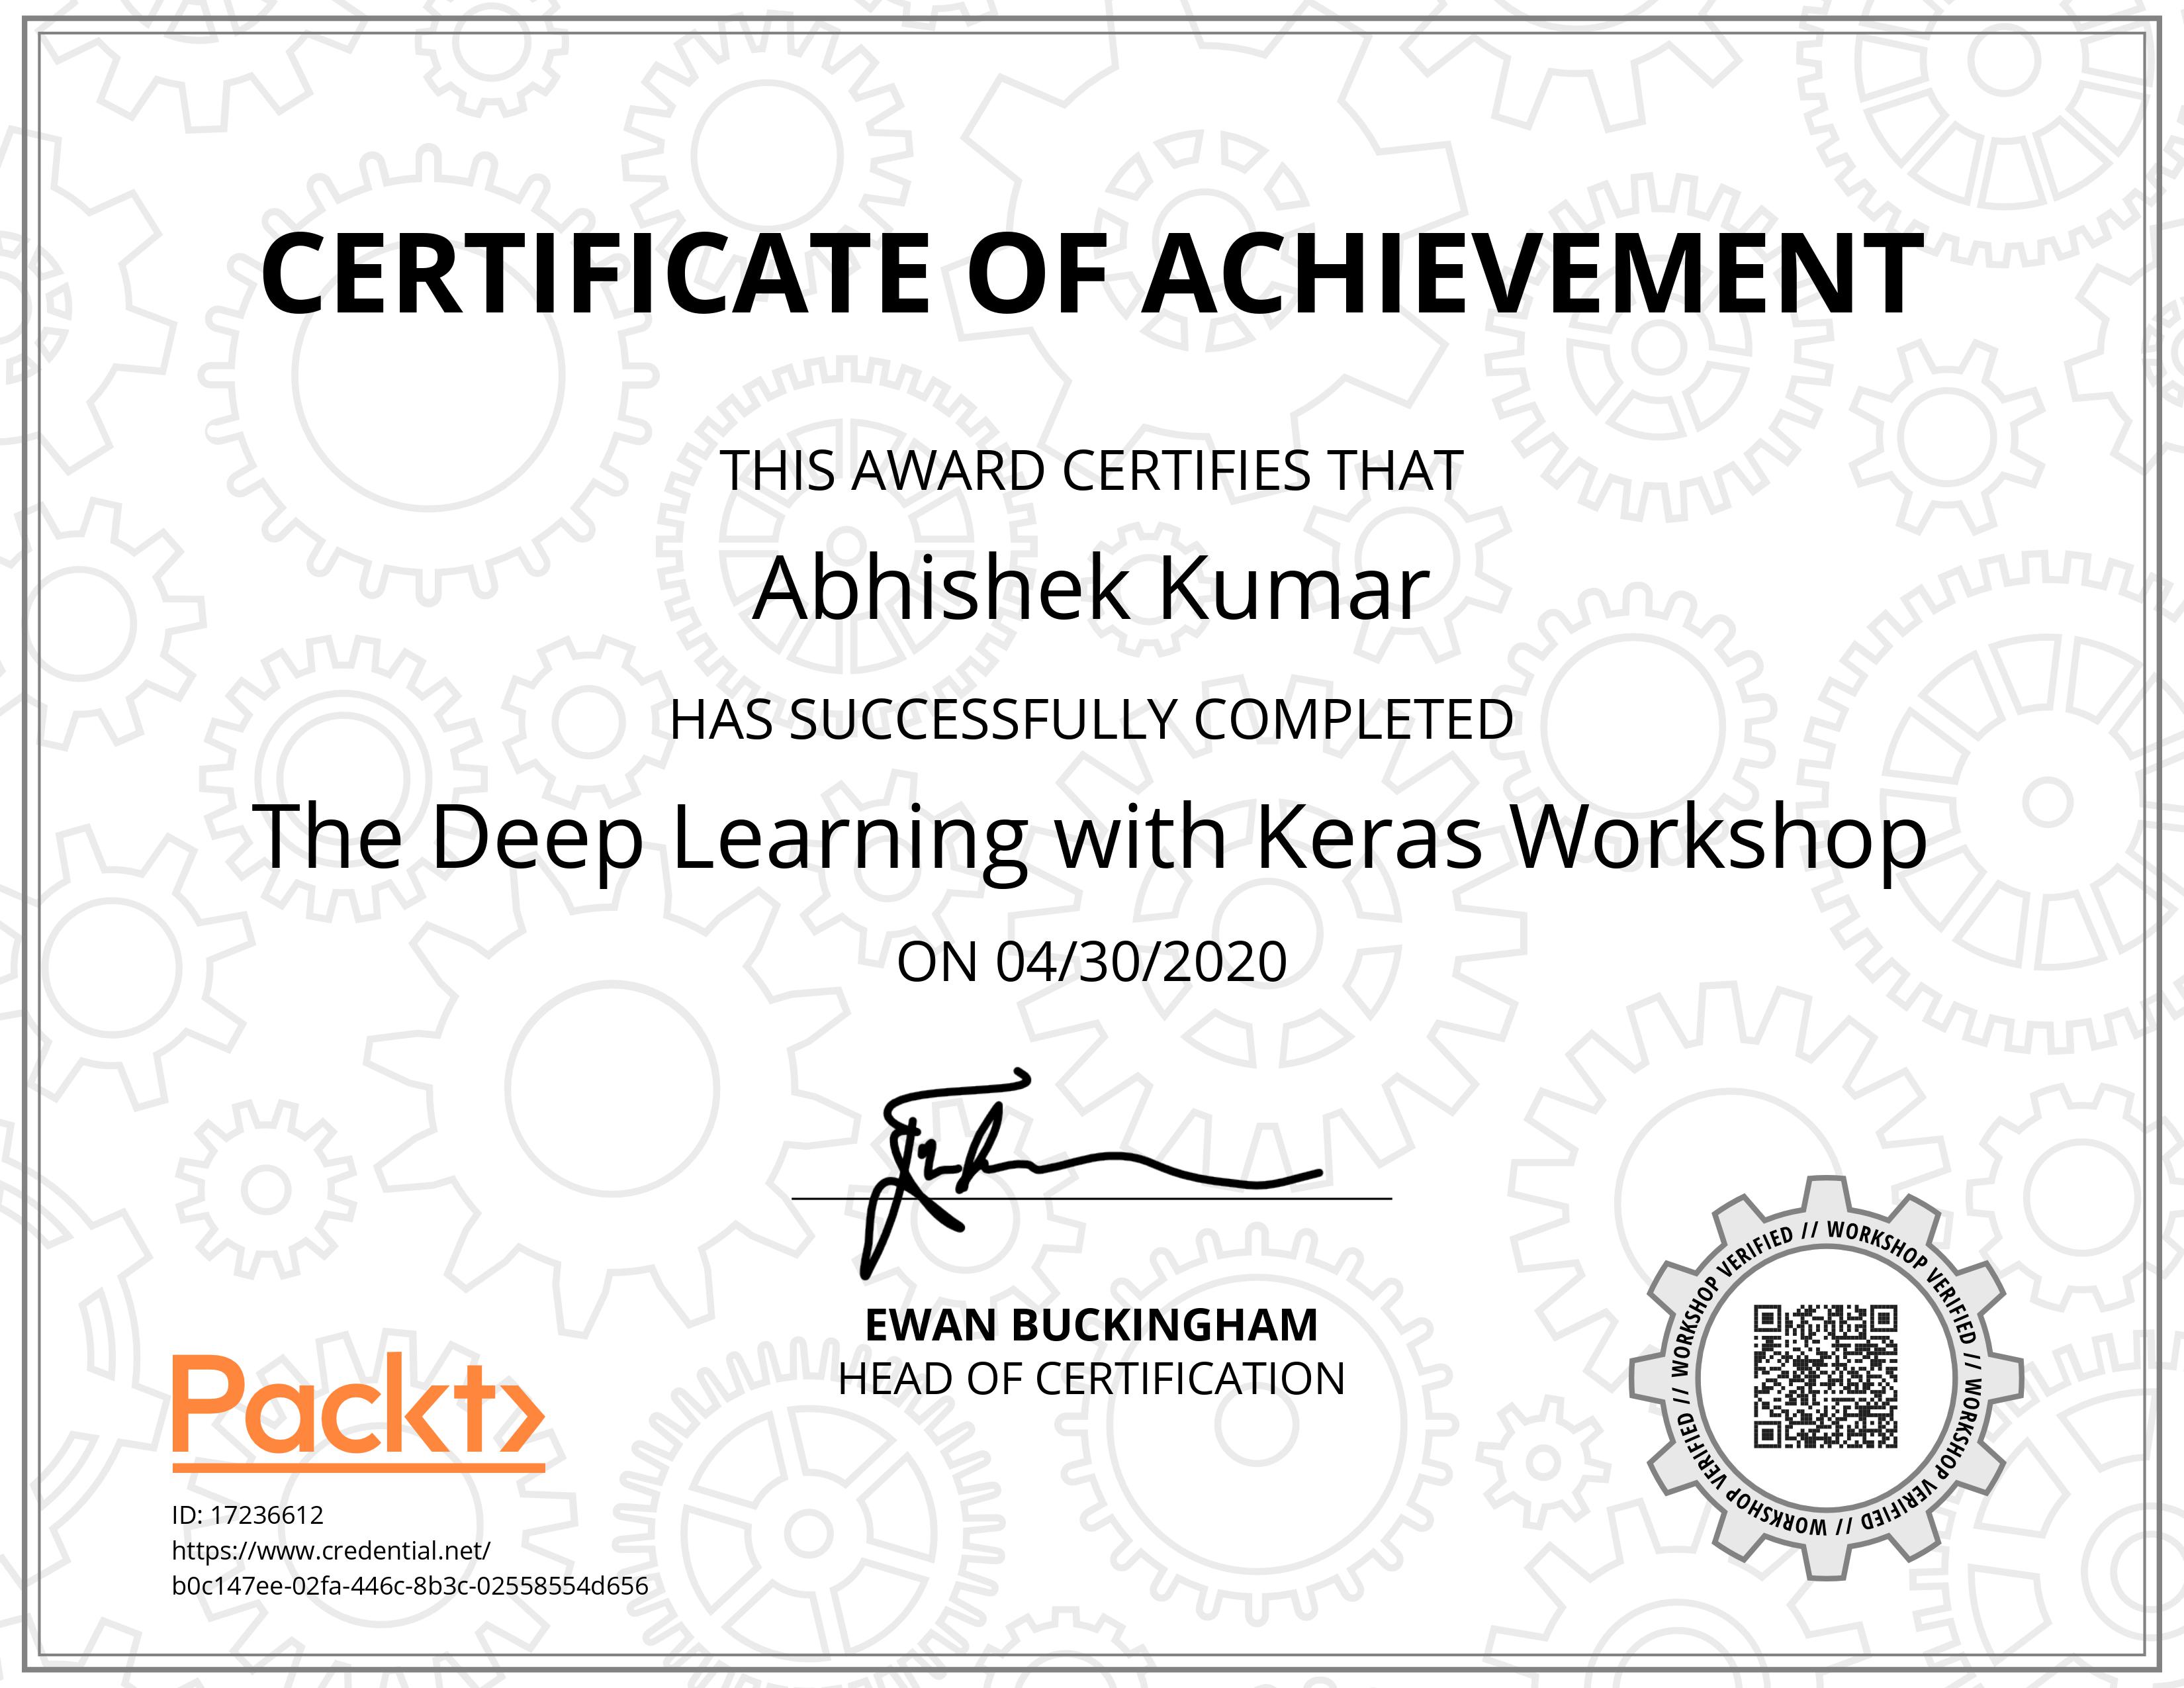 CERTIFICATE OF ACHIEVEMENT
THIS AWARD CERTIFIES THAT
Abhishek Kumar
HAS SUCCESSFULLY COMPLETED
The Deep Learning with Keras Workshop
ON 04/30/2020
EWAN BUCKINGHAM
HEAD OF CERTIFICATION
Packt
ID: 17236612
https://www.credential.net/
b0c147ee-02fa-446c-8b3c-02558554d656
WORKSHOP VERIFIED // WORKSHOP VERIFIED // WORKSHOP VERIFIED // WORKSHOP VERIFIED //